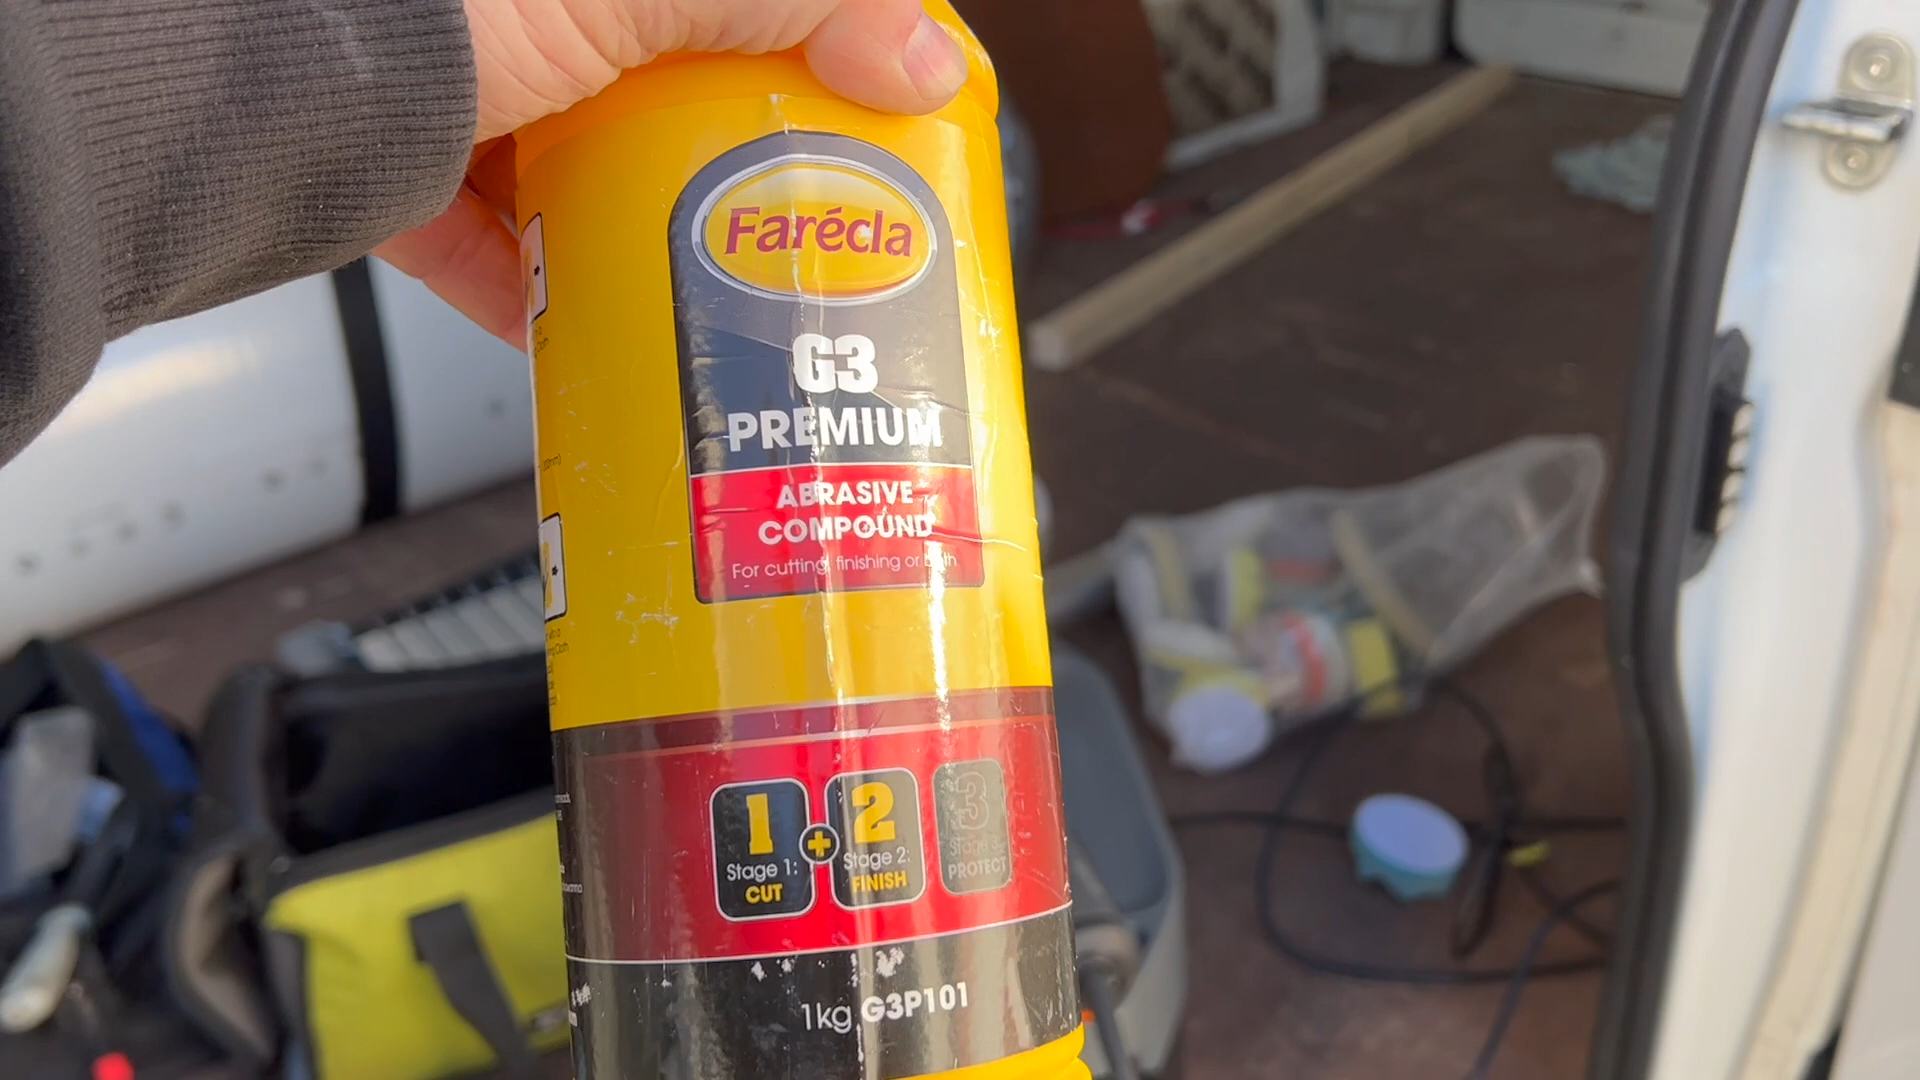 Farécla
G3
PREMIUM
ABRASIVE
COMPOUND
For cutting, finishing or both
1
Stage 1:
CUT
+
2
Stage 2:
FINISH
3
Stage 3:
PROTECT
1kg G3P101